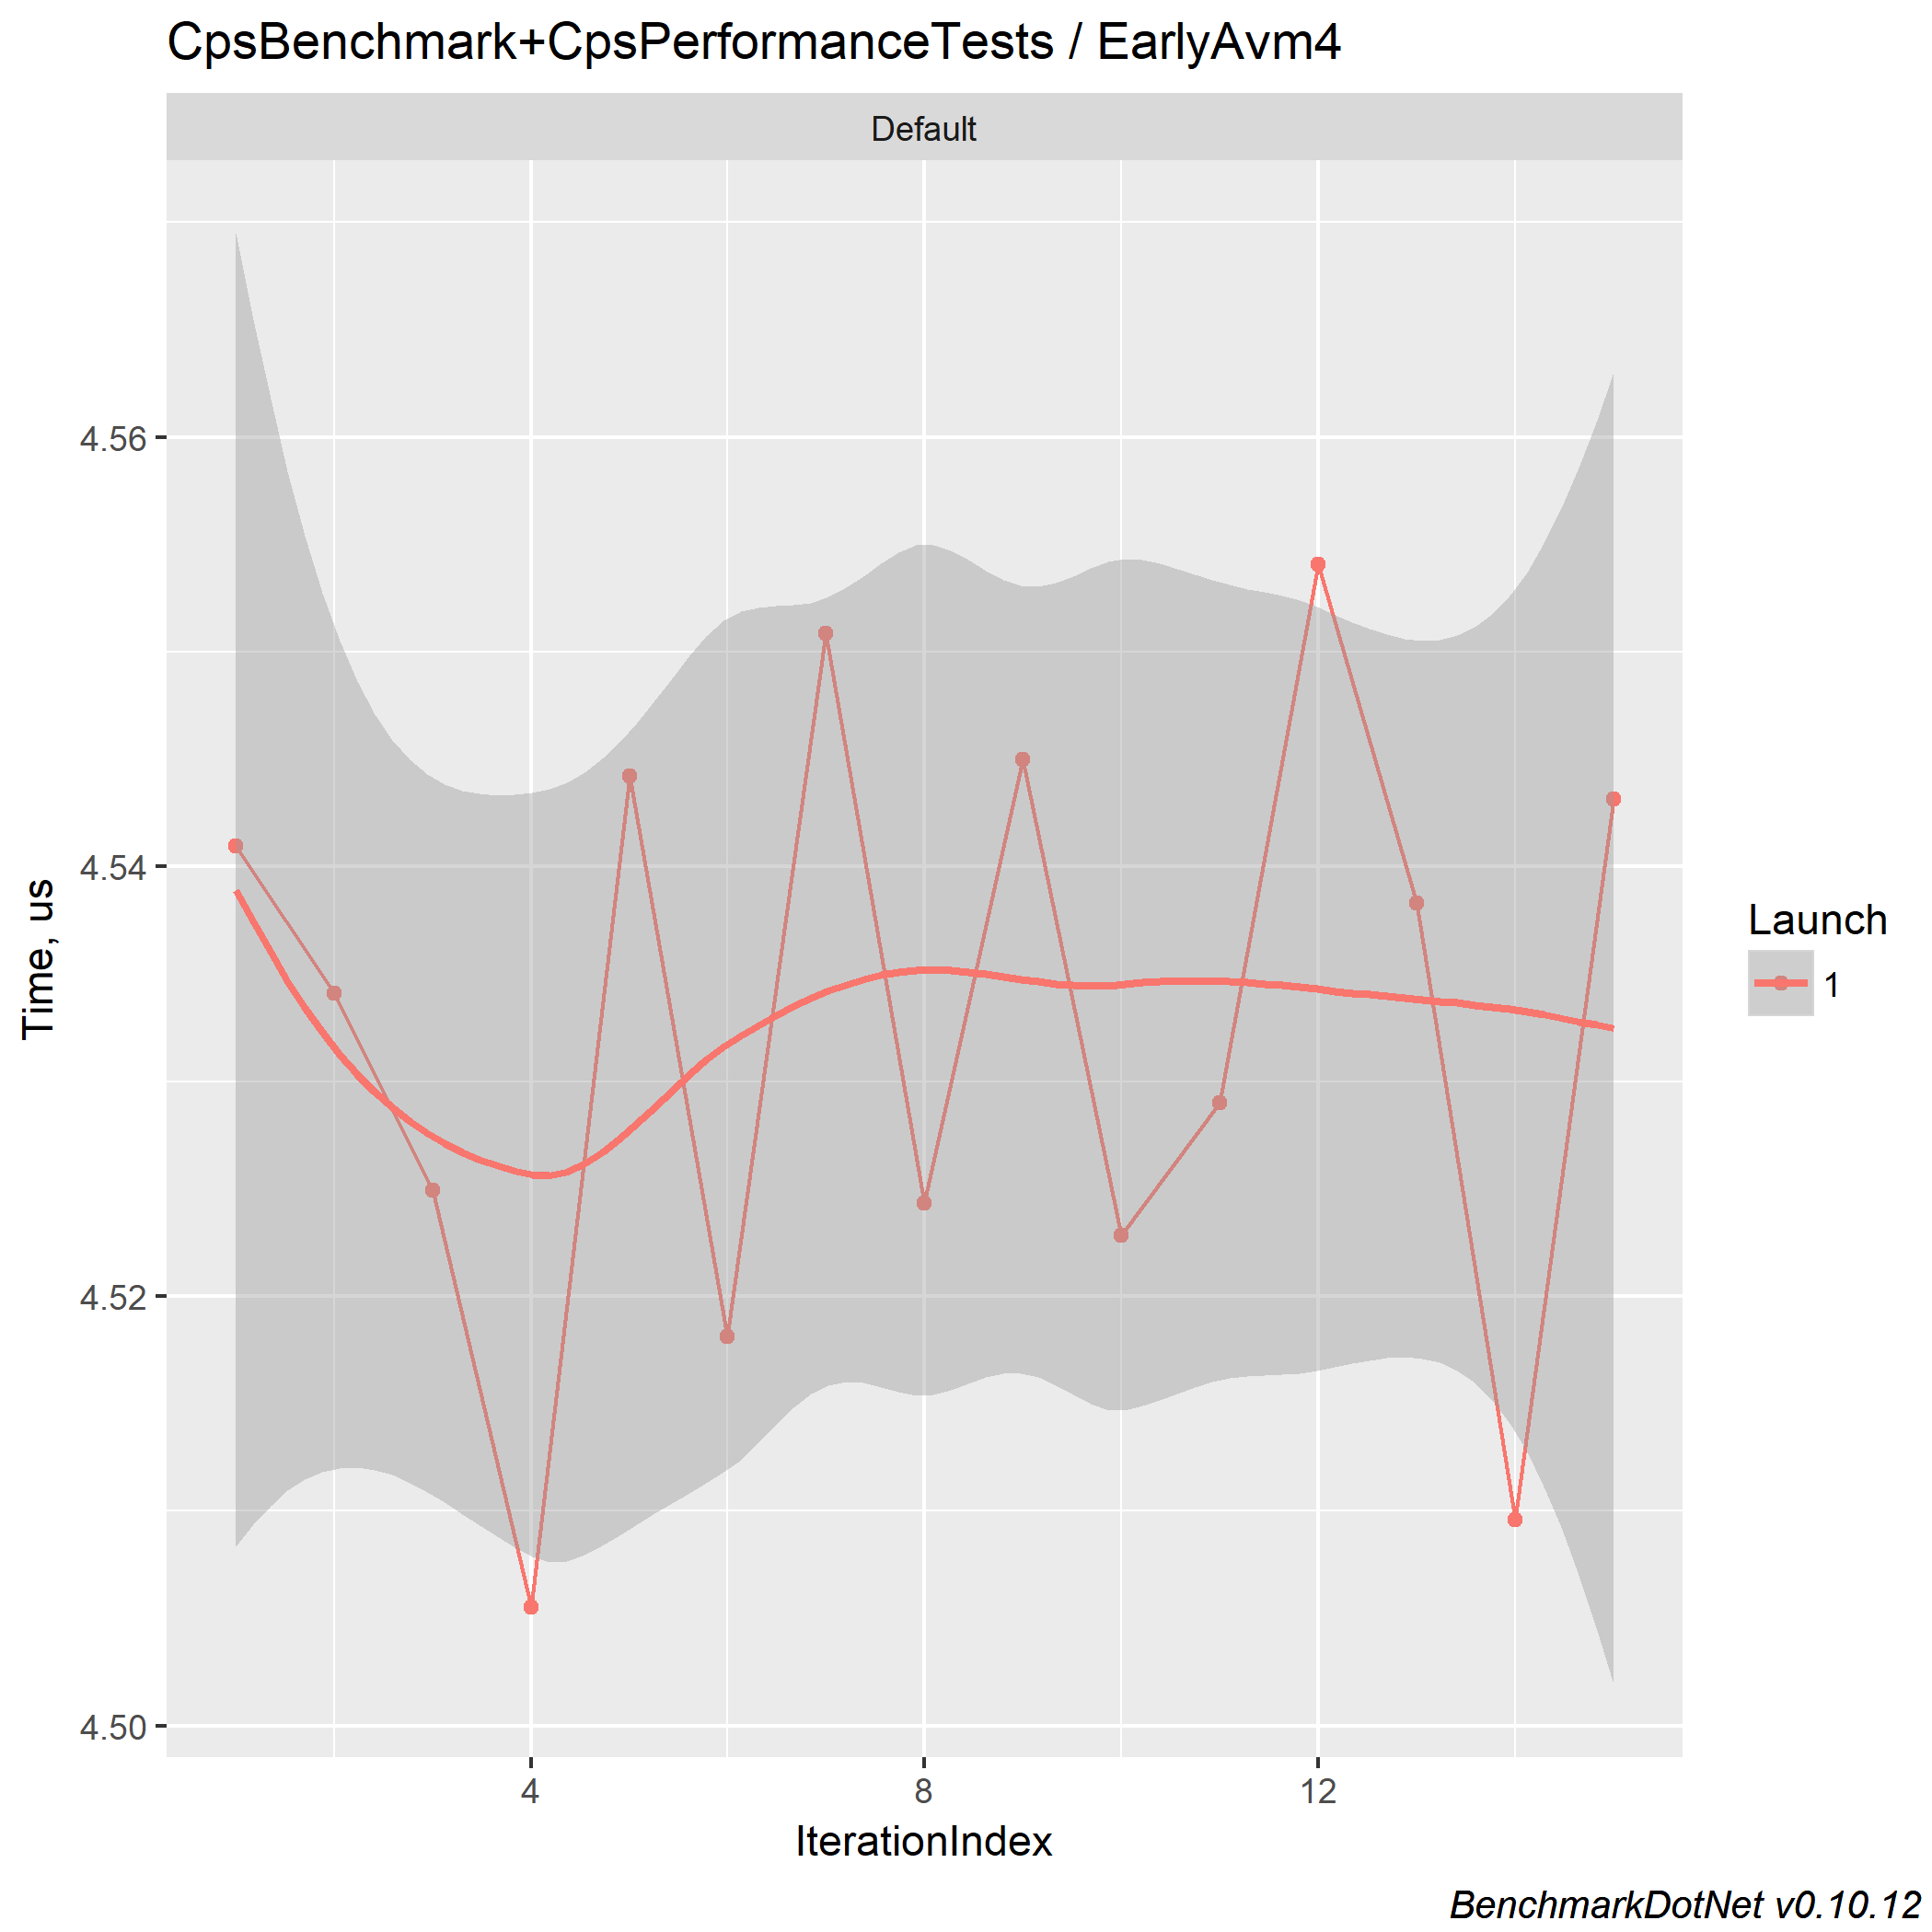 CpsBenchmark+CpsPerformanceTests / EarlyAvm4
Default
4.56
4.54
4.52
4.50
Time, us
4 8 12
IterationIndex
Launch
1
BenchmarkDotNet v0.10.12